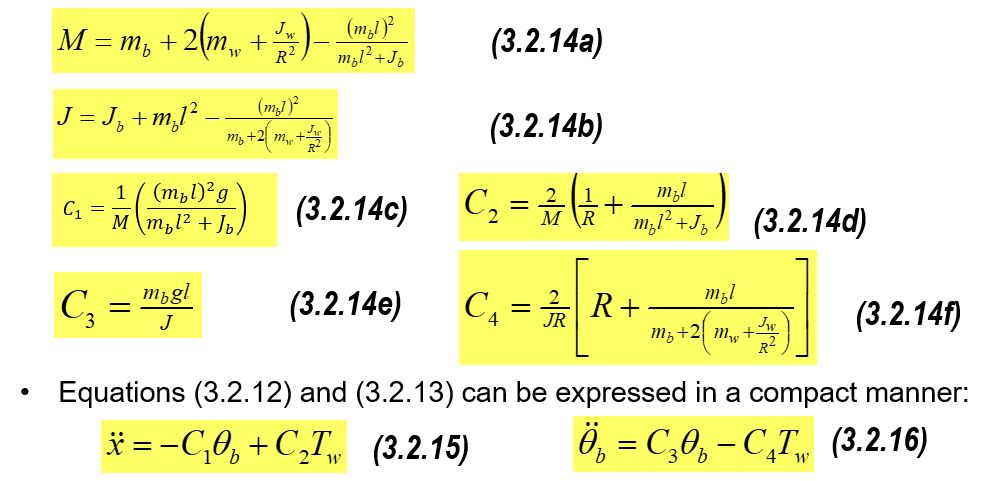 M = m_b + 2(m_w + J_w/R^2) − (m_b l)^2/(m_b l^2 + J_b) (3.2.14a)
J = J_b + m_b l^2 − (m_b l)^2/(m_b + 2(m_w + J_w/R^2)) (3.2.14b)
C_1 = 1/M ((m_b l)^2 g/(m_b l^2 + J_b)) (3.2.14c) C_2 = 2/M (1/R + m_b l/(m_b l^2 + J_b)) (3.2.14d)
C_3 = m_b gl/J (3.2.14e) C_4 = 2/JR [R + m_b l/(m_b + 2(m_w + J_w/R^2))] (3.2.14f)
• Equations (3.2.12) and (3.2.13) can be expressed in a compact manner:
ẍ = −C_1 θ_b + C_2 T_w (3.2.15) θ̈_b = C_3 θ_b − C_4 T_w (3.2.16)